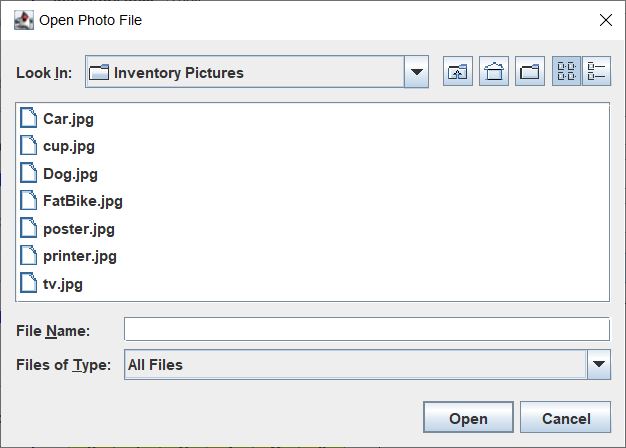 Open Photo File
Look In: Inventory Pictures
Car.jpg
cup.jpg
Dog.jpg
FatBike.jpg
poster.jpg
printer.jpg
tv.jpg
File Name:
Files of Type: All Files
Open Cancel